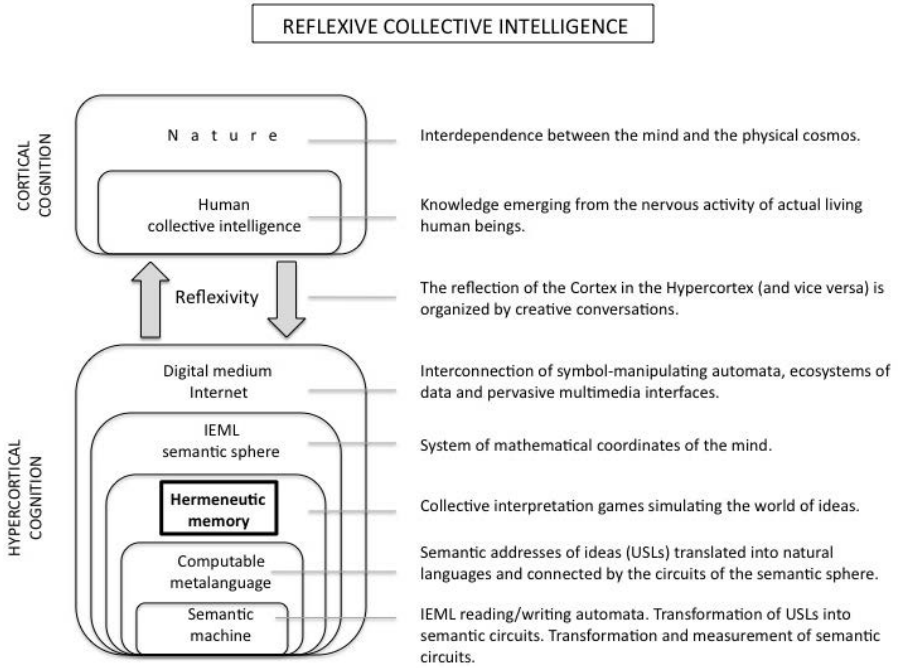 REFLEXIVE COLLECTIVE INTELLIGENCE
CORTICAL
COGNITION
N a t u r e
Interdependence between the mind and the physical cosmos.
Human
collective intelligence
Knowledge emerging from the nervous activity of actual living
human beings.
Reflexivity
The reflection of the Cortex in the Hypercortex (and vice versa) is
organized by creative conversations.
HYPERCORTICAL
COGNITION
Digital medium
Internet
Interconnection of symbol-manipulating automata, ecosystems of
data and pervasive multimedia interfaces.
IEML
semantic sphere
System of mathematical coordinates of the mind.
Hermeneutic
memory
Collective interpretation games simulating the world of ideas.
Computable
metalanguage
Semantic addresses of ideas (USLs) translated into natural
languages and connected by the circuits of the semantic sphere.
Semantic
machine
IEML reading/writing automata. Transformation of USLs into
semantic circuits. Transformation and measurement of semantic
circuits.